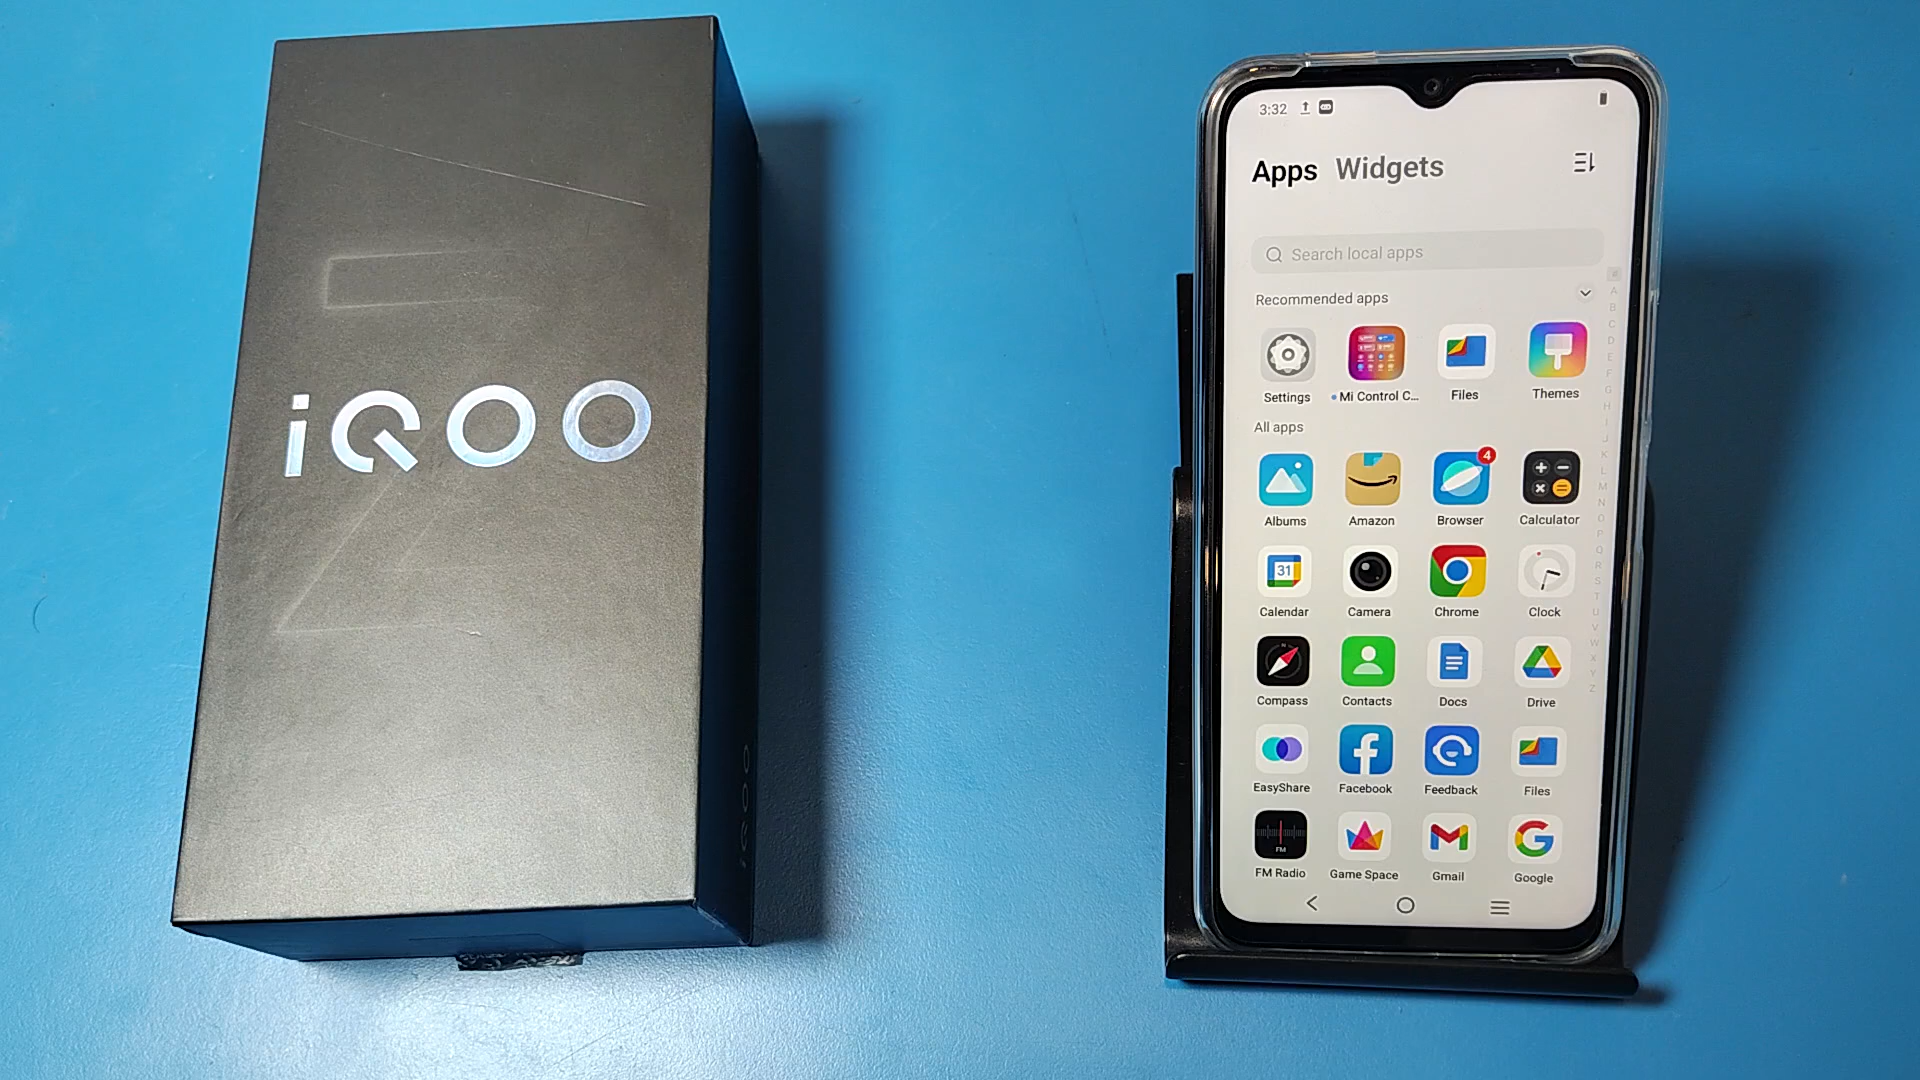 iQOO
iQOO
3:32
Apps Widgets
Search local apps
Recommended apps
Settings Mi Control C... Files Themes
All apps
4
Albums Amazon Browser Calculator
31
Calendar Camera Chrome Clock
Compass Contacts Docs Drive
EasyShare Facebook Feedback Files
FM
FM Radio Game Space Gmail Google
A
B
C
D
E
F
G
H
I
J
K
L
M
N
O
P
Q
R
S
T
U
V
W
X
Y
Z